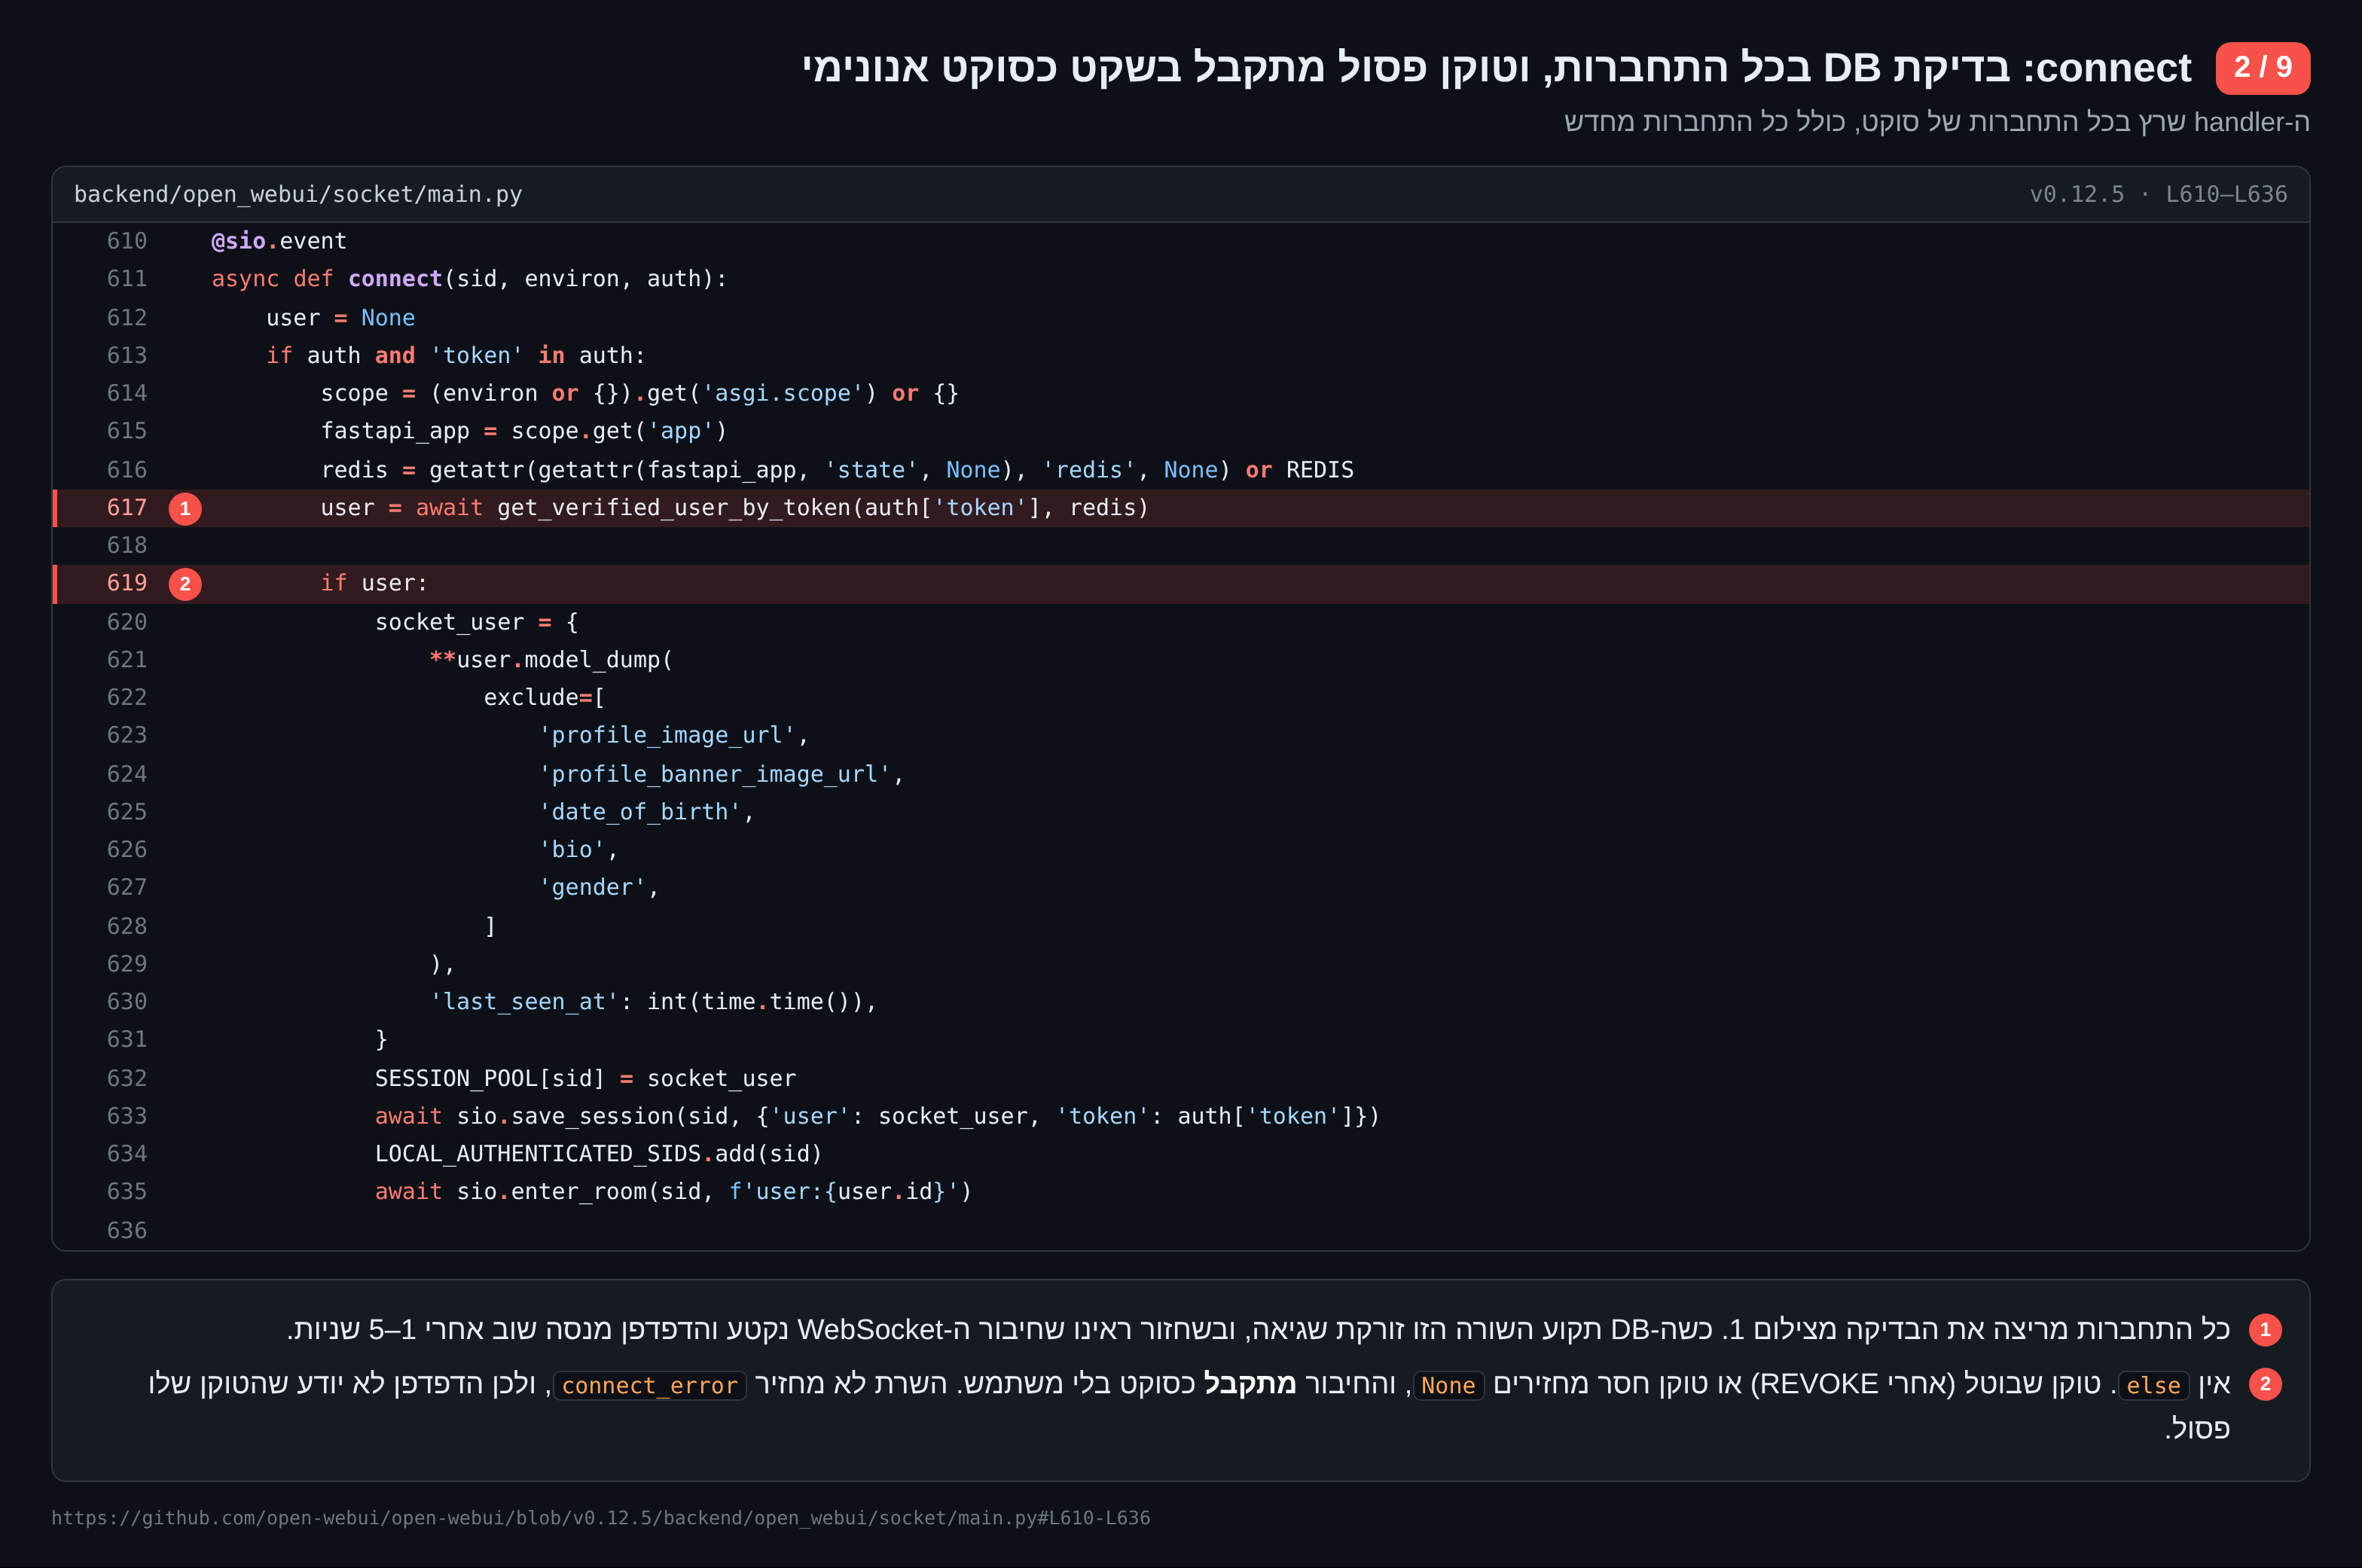 2 / 9 connect: בדיקת DB בכל התחברות, וטוקן פסול מתקבל בשקט כסוקט אנונימי
ה-handler שרץ בכל התחברות של סוקט, כולל כל התחברות מחדש
backend/open_webui/socket/main.py v0.12.5 · L610–L636
610 @sio.event
611 async def connect(sid, environ, auth):
612     user = None
613     if auth and 'token' in auth:
614         scope = (environ or {}).get('asgi.scope') or {}
615         fastapi_app = scope.get('app')
616         redis = getattr(getattr(fastapi_app, 'state', None), 'redis', None) or REDIS
617 1         user = await get_verified_user_by_token(auth['token'], redis)
618
619 2         if user:
620             socket_user = {
621                 **user.model_dump(
622                     exclude=[
623                         'profile_image_url',
624                         'profile_banner_image_url',
625                         'date_of_birth',
626                         'bio',
627                         'gender',
628                     ]
629                 ),
630                 'last_seen_at': int(time.time()),
631             }
632             SESSION_POOL[sid] = socket_user
633             await sio.save_session(sid, {'user': socket_user, 'token': auth['token']})
634             LOCAL_AUTHENTICATED_SIDS.add(sid)
635             await sio.enter_room(sid, f'user:{user.id}')
636
1 כל התחברות מריצה את הבדיקה מצילום 1. כשה-DB תקוע השורה הזו זורקת שגיאה, ובשחזור ראינו שחיבור ה-WebSocket נקטע והדפדפן מנסה שוב אחרי 1–5 שניות.
2 אין else. טוקן שבוטל (אחרי REVOKE) או טוקן חסר מחזירים None, והחיבור מתקבל כסוקט בלי משתמש. השרת לא מחזיר connect_error, ולכן הדפדפן לא יודע שהטוקן שלו
פסול.
https://github.com/open-webui/open-webui/blob/v0.12.5/backend/open_webui/socket/main.py#L610-L636